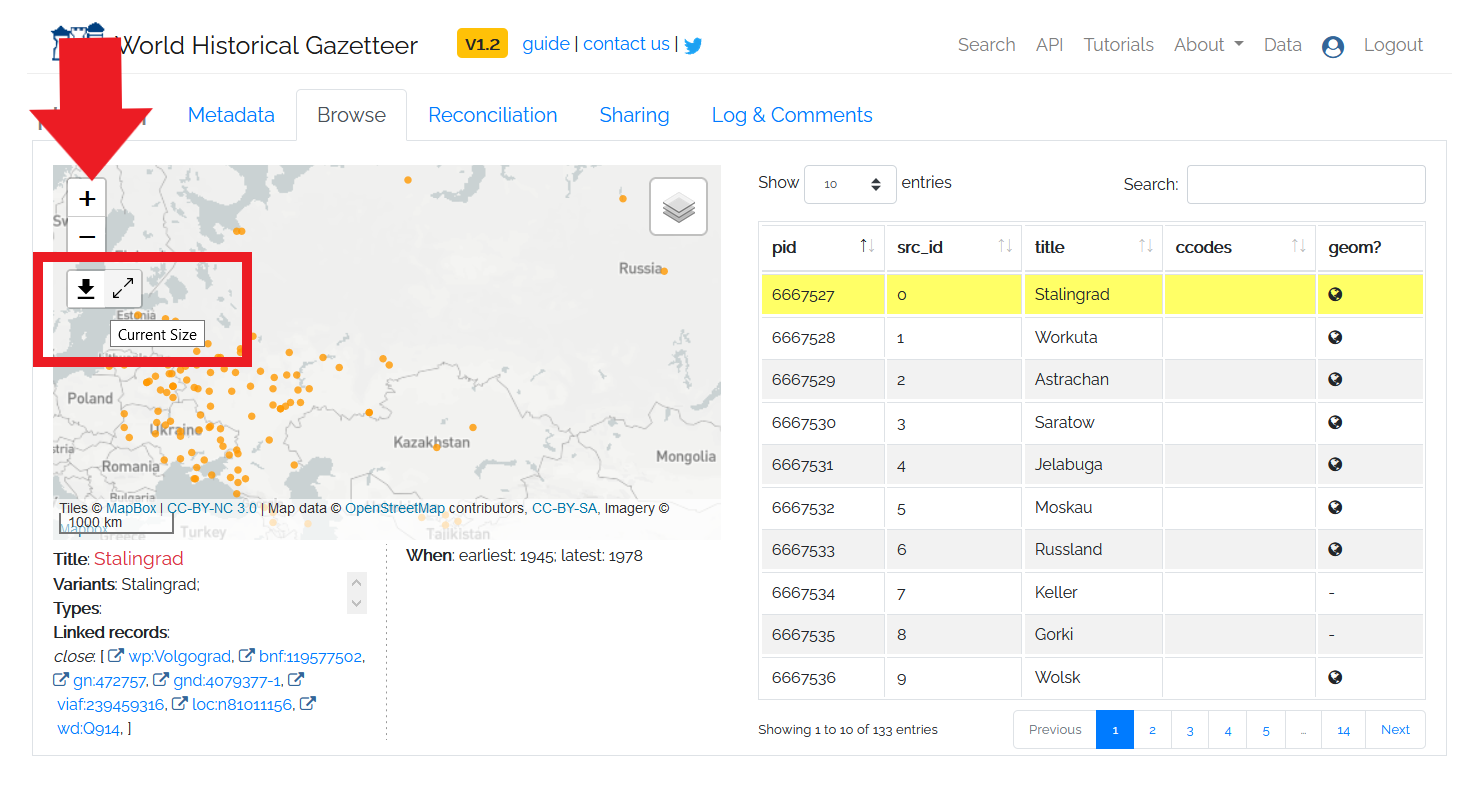 World Historical Gazetteer V1.2 guide | contact us |
Search API Tutorials About Data Logout
Metadata Browse Reconciliation Sharing Log & Comments
+
−
Russia
Estonia
Current Size
Poland
Ukraine
Kazakhstan
Romania
Mongolia
Bulgaria
Tiles © MapBox | CC-BY-NC 3.0 | Map data © OpenStreetMap contributors, CC-BY-SA, Imagery ©
Mapbox
1000 km
Greece Turkey Tajikistan
Title: Stalingrad
Variants: Stalingrad;
Types:
Linked records:
close: [ wp:Volgograd, bnf:119577502,
gn:472757, gnd:4079377-1,
viaf:239459316, loc:n81011156,
wd:Q914, ]
When: earliest: 1945; latest: 1978
Show 10 entries Search:
pid src_id title ccodes geom?
6667527 0 Stalingrad
6667528 1 Workuta
6667529 2 Astrachan
6667530 3 Saratow
6667531 4 Jelabuga
6667532 5 Moskau
6667533 6 Russland
6667534 7 Keller -
6667535 8 Gorki -
6667536 9 Wolsk
Showing 1 to 10 of 133 entries Previous 1 2 3 4 5 … 14 Next